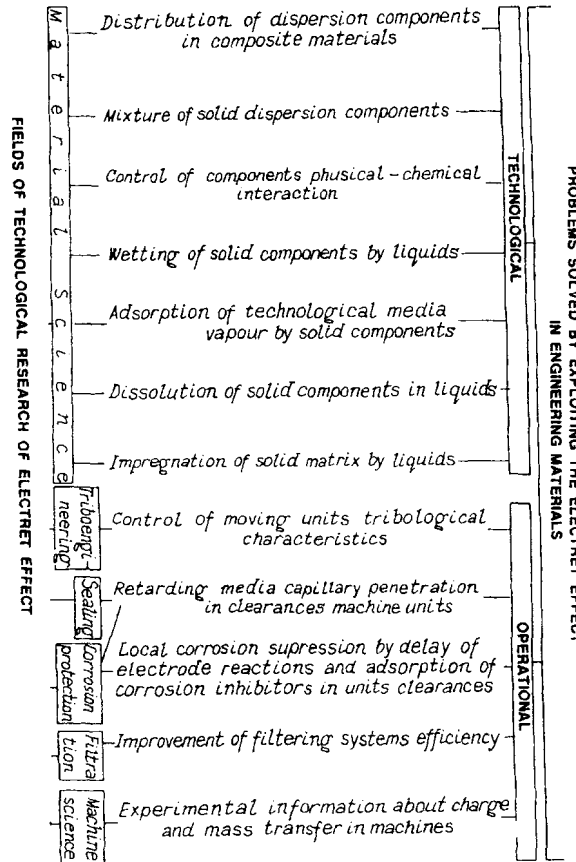 PROBLEMS SOLVED BY EXPLOITING THE ELECTRET EFFECT
IN ENGINEERING MATERIALS
TECHNOLOGICAL
OPERATIONAL
Distribution of dispersion components
in composite materials
Mixture of solid dispersion components
Control of components phusical-chemical
interaction
Wetting of solid components by liquids
Adsorption of technological media
vapour by solid components
Dissolution of solid components in liquids
Impregnation of solid matrix by liquids
Control of moving units tribological
characteristics
Retarding media capillary penetration
in clearances machine units
Local corrosion supression by delay of
electrode reactions and adsorption of
corrosion inhibitors in units clearances
Improvement of filtering systems efficiency
Experimental information about charge
and mass transfer in machines
Material Science
Triboengi-
neering
Sealing
Corrosion
protection
Filtra
tion
Machine
science
FIELDS OF TECHNOLOGICAL RESEARCH OF ELECTRET EFFECT